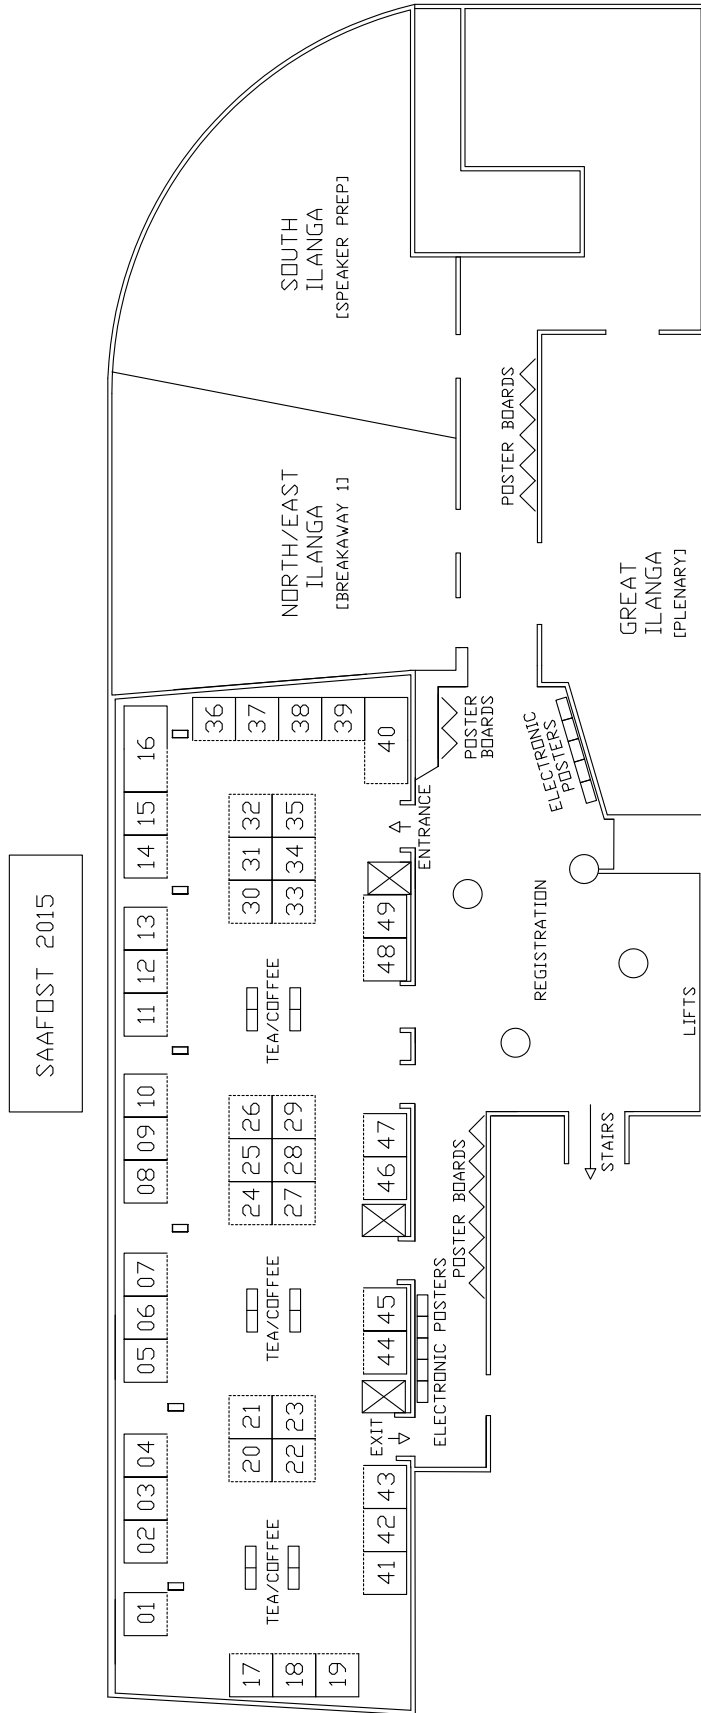 SAAFOST 2015
SOUTH
ILANGA
[SPEAKER PREP]
NORTH/EAST
ILANGA
[BREAKAWAY 1]
GREAT
ILANGA
[PLENARY]
POSTER BOARDS
POSTER
BOARDS
ELECTRONIC
POSTERS
ENTRANCE
REGISTRATION
LIFTS
STAIRS
POSTER BOARDS
ELECTRONIC POSTERS
EXIT
TEA/COFFEE
TEA/COFFEE
TEA/COFFEE
01
02
03
04
05
06
07
08
09
10
11
12
13
14
15
16
17
18
19
20
21
22
23
24
25
26
27
28
29
30
31
32
33
34
35
36
37
38
39
40
41
42
43
44
45
46
47
48
49